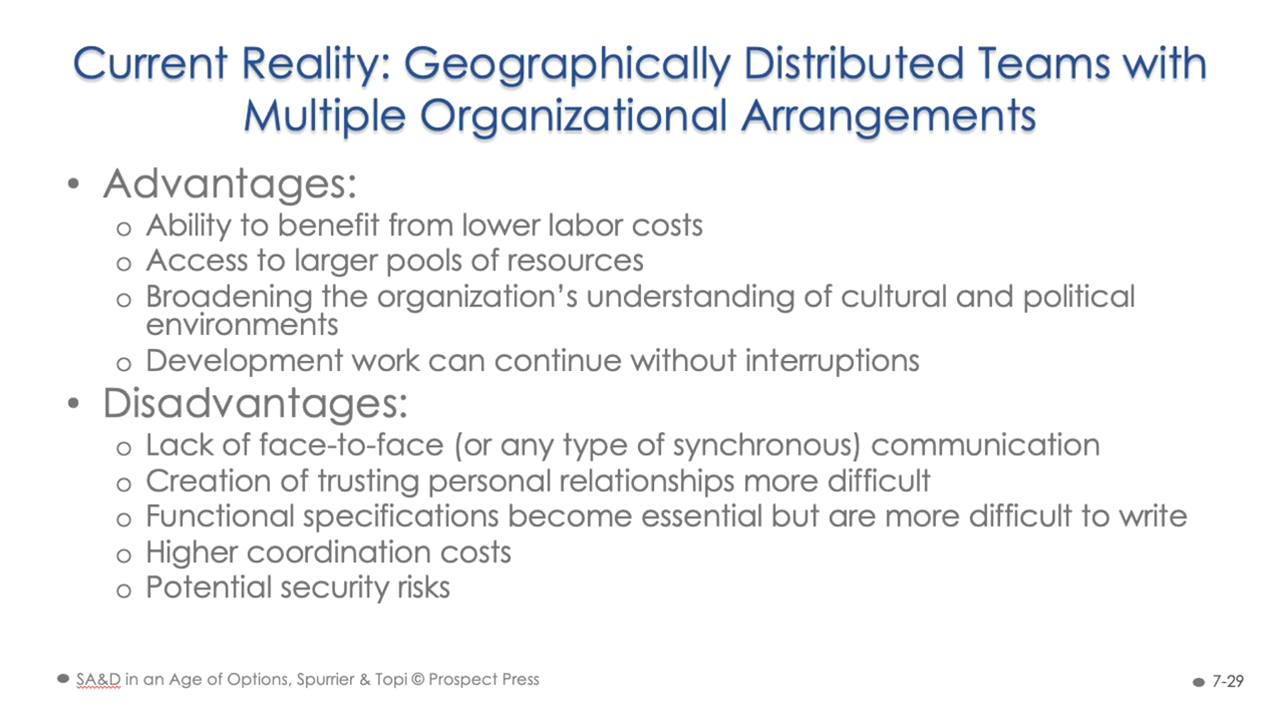 Current Reality: Geographically Distributed Teams with
Multiple Organizational Arrangements
• Advantages:
o Ability to benefit from lower labor costs
o Access to larger pools of resources
o Broadening the organization’s understanding of cultural and political
environments
o Development work can continue without interruptions
• Disadvantages:
o Lack of face-to-face (or any type of synchronous) communication
o Creation of trusting personal relationships more difficult
o Functional specifications become essential but are more difficult to write
o Higher coordination costs
o Potential security risks
• SA&D in an Age of Options, Spurrier & Topi © Prospect Press
• 7-29